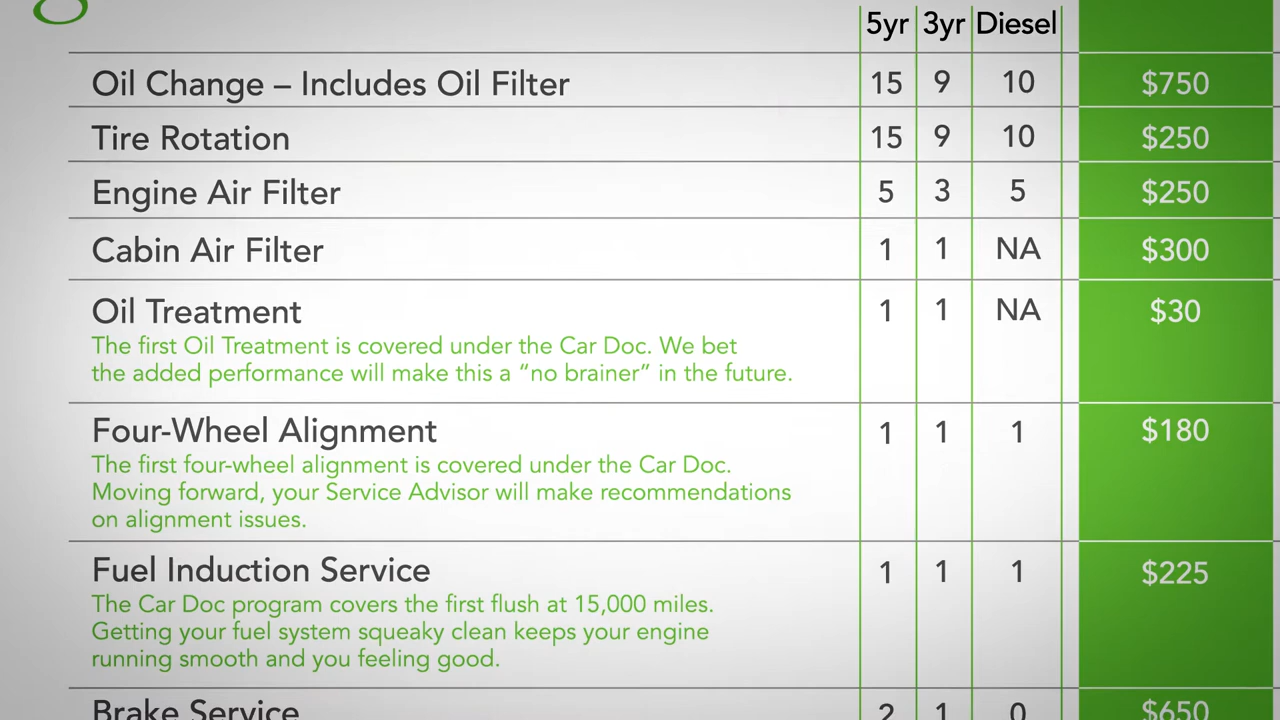 5yr 3yr Diesel
Oil Change – Includes Oil Filter 15 9 10 $750
Tire Rotation 15 9 10 $250
Engine Air Filter 5 3 5 $250
Cabin Air Filter 1 1 NA $300
Oil Treatment 1 1 NA $30
The first Oil Treatment is covered under the Car Doc. We bet
the added performance will make this a “no brainer” in the future.
Four-Wheel Alignment 1 1 1 $180
The first four-wheel alignment is covered under the Car Doc.
Moving forward, your Service Advisor will make recommendations
on alignment issues.
Fuel Induction Service 1 1 1 $225
The Car Doc program covers the first flush at 15,000 miles.
Getting your fuel system squeaky clean keeps your engine
running smooth and you feeling good.
Brake Service 2 1 0 $650